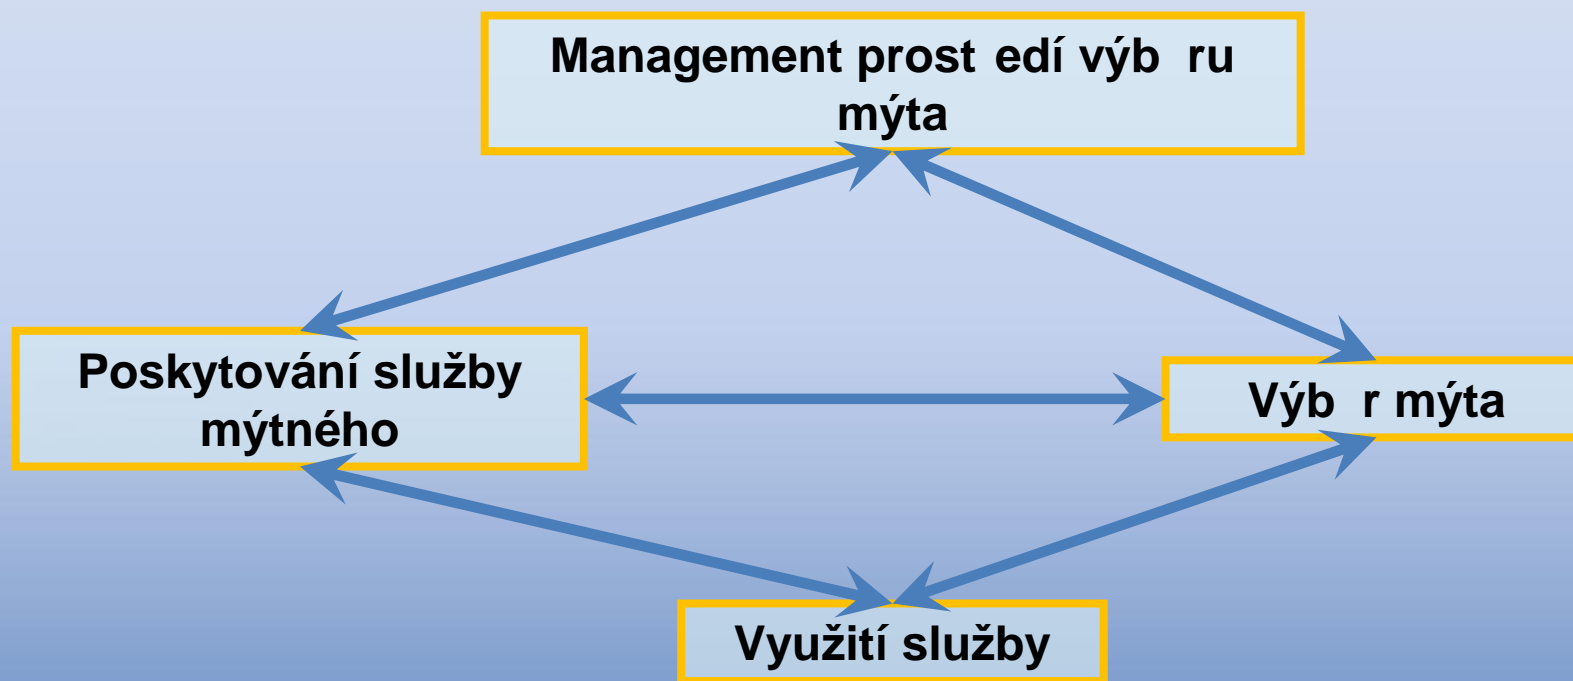 Management prost edí výb ru
mýta
Poskytování služby
mýtného
Výb r mýta
Využití služby